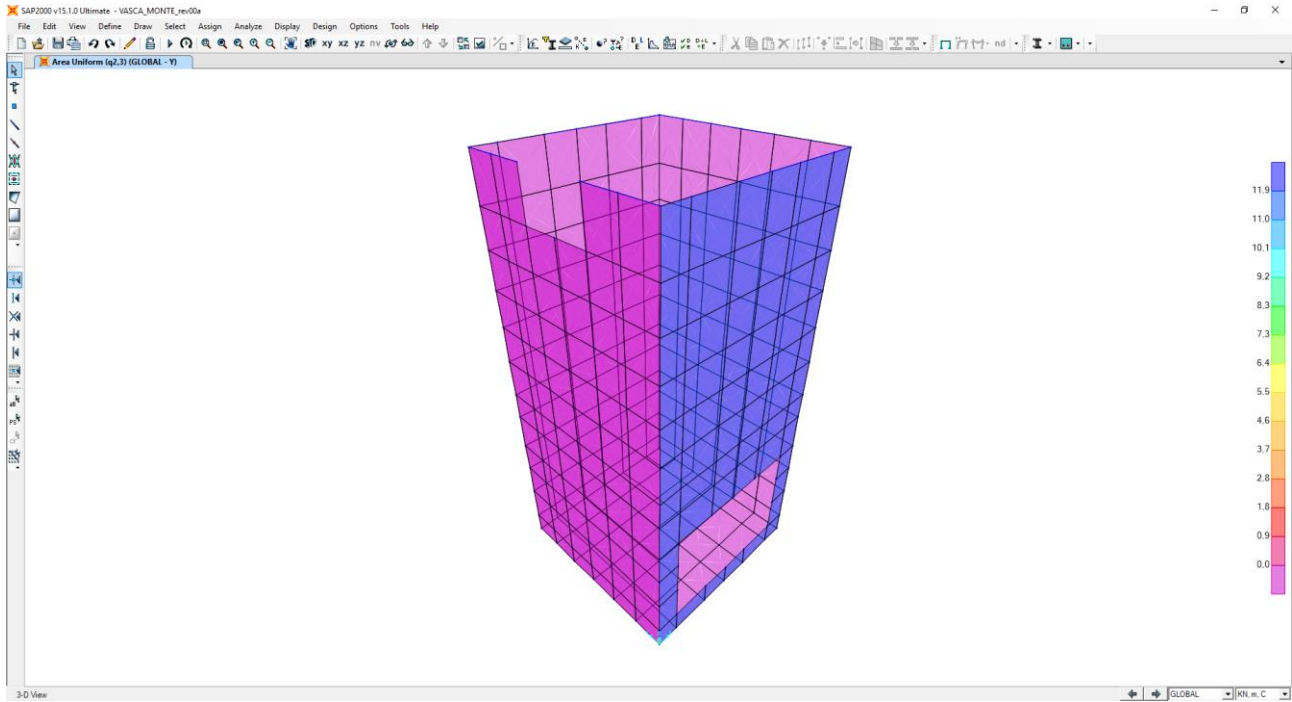 SAP2000 v15.1.0 Ultimate - VASCA_MONTE_rev00a
File Edit View Define Draw Select Assign Analyze Display Design Options Tools Help
xy xz yz nv nd
Area Uniform (q2,3) (GLOBAL - Y)
11.9
11.0
10.1
9.2
8.3
7.3
6.4
5.5
4.6
3.7
2.8
1.8
0.9
0.0
3-D View GLOBAL KN, m, C